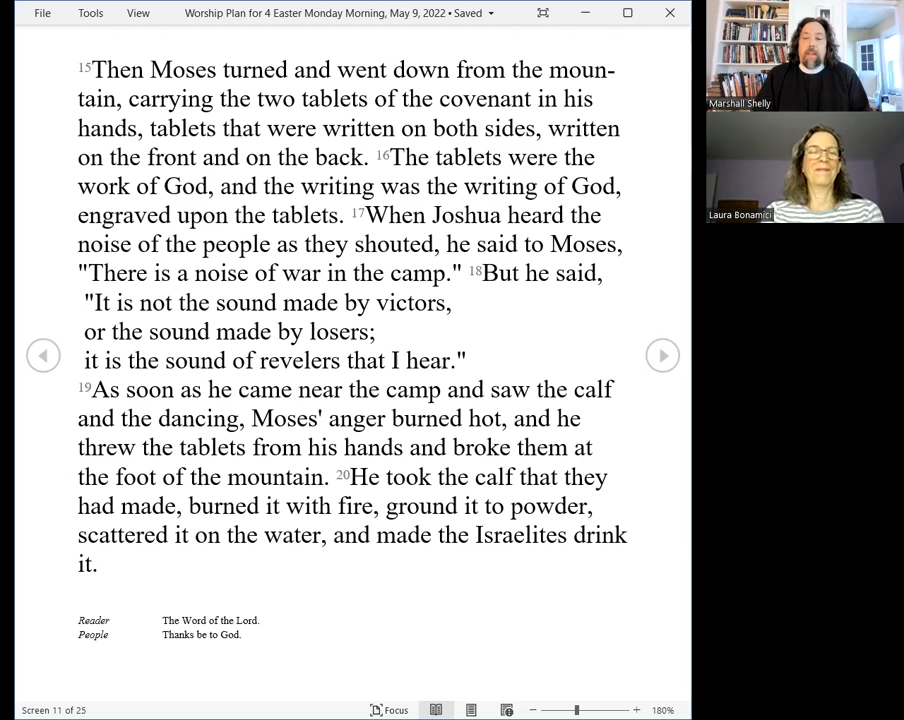 File Tools Worship Plan for 4 Easter Monday Morning, May 9, 2022 • Saved
15Then Moses turned and went down from the moun-
tain, carrying the two tablets of the covenant in his
hands, tablets that were written on both sides, written
on the front and on the back. 16The tablets were the
work of God, and the writing was the writing of God,
engraved upon the tablets. 17When Joshua heard the
noise of the people as they shouted, he said to Moses,
"There is a noise of war in the camp." 18But he said,
"It is not the sound made by victors,
or the sound made by losers;
it is the sound of revelers that I hear."
19As soon as he came near the camp and saw the calf
and the dancing, Moses' anger burned hot, and he
threw the tablets from his hands and broke them at
the foot of the mountain. 20He took the calf that they
had made, burned it with fire, ground it to powder,
scattered it on the water, and made the Israelites drink
it.
Reader The Word of the Lord.
People Thanks be to God.
Screen 11 of 25 Focus 180%
Marshall Shelly
Laura Bonamici